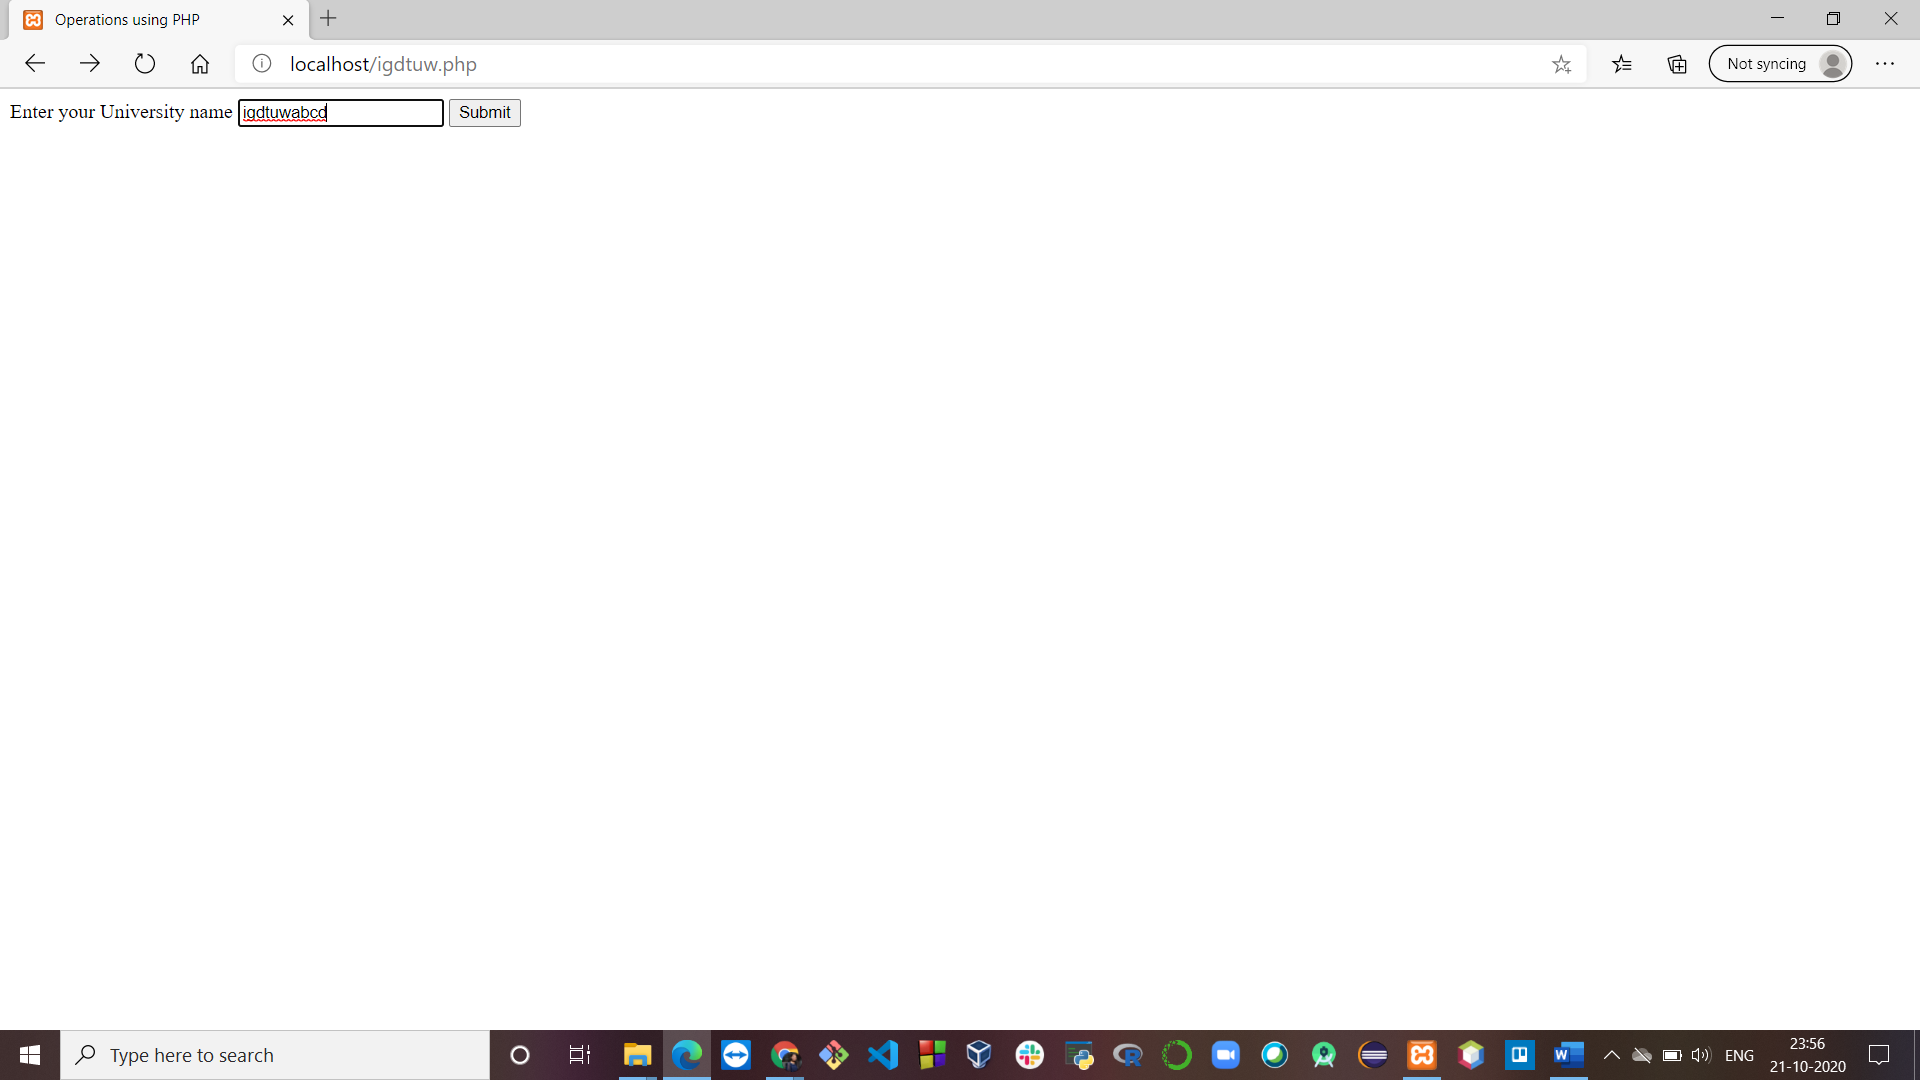 Operations using PHP
localhost/igdtuw.php
Not syncing
Enter your University name igdtuwabcd Submit
Type here to search
ENG
23:56
21-10-2020